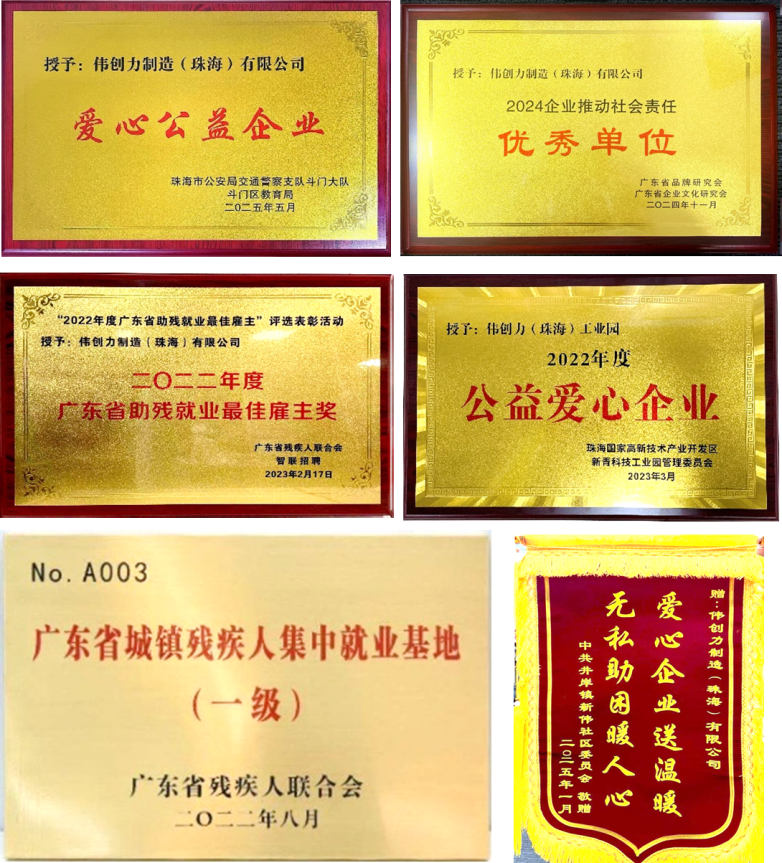 授予：伟创力制造（珠海）有限公司
爱心公益企业
珠海市公安局交通警察支队斗门大队
斗门区教育局
二〇二五年五月
授予：伟创力制造（珠海）有限公司
2024企业推动社会责任
优秀单位
广东省品牌研究会
广东省企业文化研究会
二〇二四年十一月
“2022年度广东省助残就业最佳雇主”评选表彰活动
授予：伟创力制造（珠海）有限公司
二〇二二年度
广东省助残就业最佳雇主奖
广东省残疾人联合会
智联招聘
2023年2月17日
授予：伟创力（珠海）工业园
2022年度
公益爱心企业
珠海国家高新技术产业开发区
新青科技工业园管理委员会
2023年3月
No. A003
广东省城镇残疾人集中就业基地
（一级）
广东省残疾人联合会
二〇二二年八月
赠：伟创力制造（珠海）有限公司
爱心企业送温暖
无私助困暖人心
中共井岸镇新伟社区委员会 敬赠
二〇二五年一月